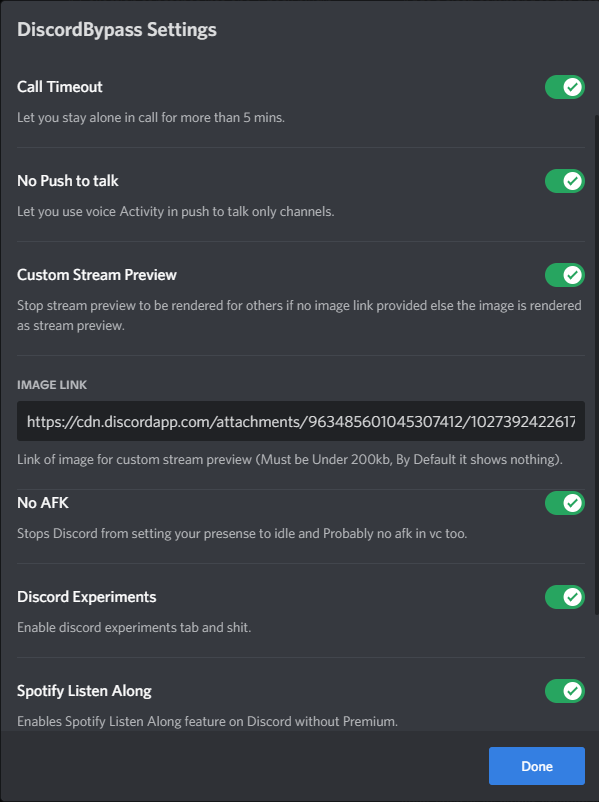 DiscordBypass Settings
Call Timeout
Let you stay alone in call for more than 5 mins.
No Push to talk
Let you use voice Activity in push to talk only channels.
Custom Stream Preview
Stop stream preview to be rendered for others if no image link provided else the image is rendered
as stream preview.
IMAGE LINK
https://cdn.discordapp.com/attachments/963485601045307412/1027392422617
Link of image for custom stream preview (Must be Under 200kb, By Default it shows nothing).
No AFK
Stops Discord from setting your presense to idle and Probably no afk in vc too.
Discord Experiments
Enable discord experiments tab and shit.
Spotify Listen Along
Enables Spotify Listen Along feature on Discord without Premium.
Done